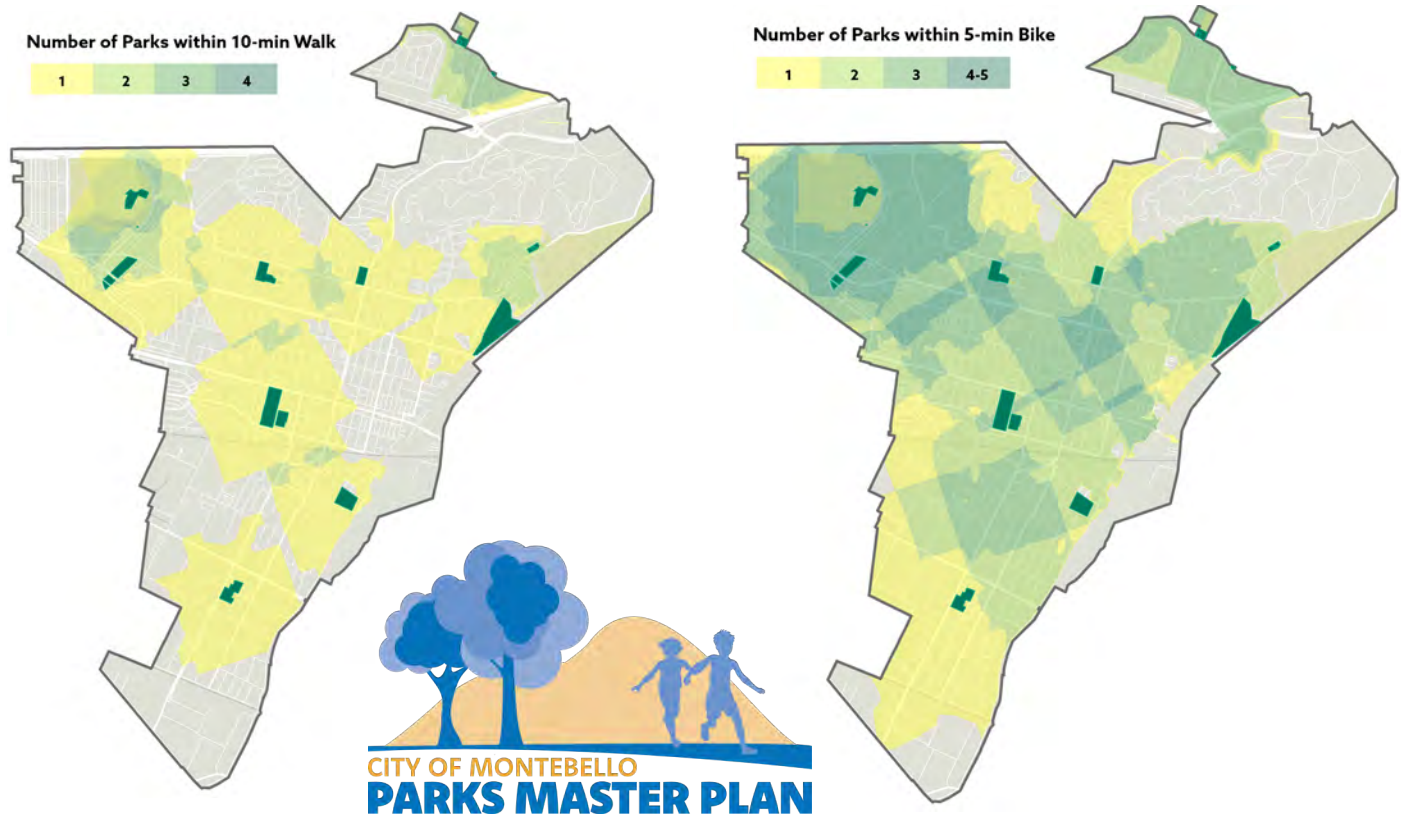 Number of Parks within 10-min Walk
1 2 3 4
Number of Parks within 5-min Bike
1 2 3 4-5
CITY OF MONTEBELLO
PARKS MASTER PLAN